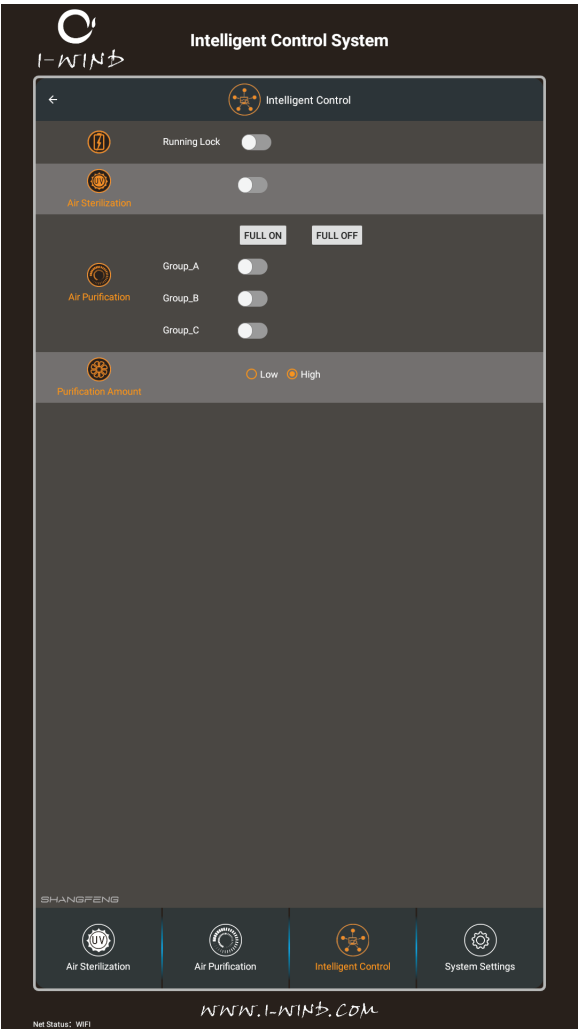 I-WIND
Intelligent Control System
Intelligent Control
Running Lock
UV
Air Sterilization
FULL ON FULL OFF
Group_A
Air Purification
Group_B
Group_C
Low High
Purification Amount
SHANGFENG
UV
Air Sterilization Air Purification Intelligent Control System Settings
WWW.I-WIND.COM
Net Status: WIFI